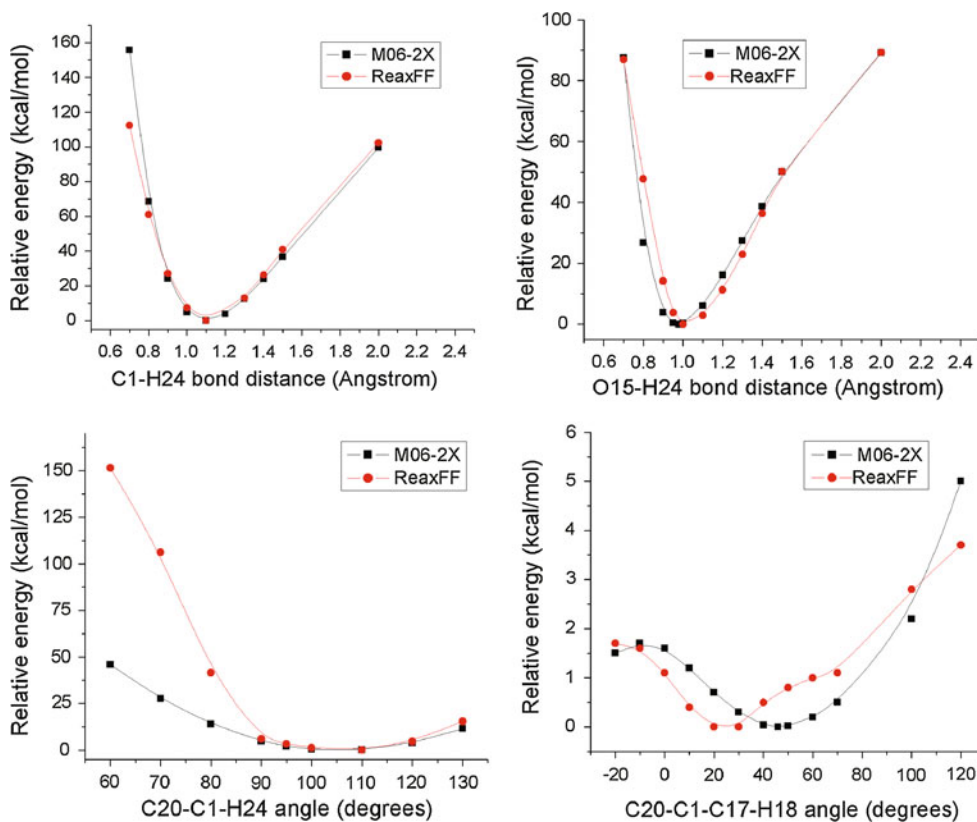 M06-2X
ReaxFF
Relative energy (kcal/mol)
160
140
120
100
80
60
40
20
0
0.6 0.8 1.0 1.2 1.4 1.6 1.8 2.0 2.2 2.4
C1-H24 bond distance (Angstrom)
M06-2X
ReaxFF
Relative energy (kcal/mol)
100
80
60
40
20
0
0.6 0.8 1.0 1.2 1.4 1.6 1.8 2.0 2.2 2.4
O15-H24 bond distance (Angstrom)
M06-2X
ReaxFF
Relative energy (kcal/mol)
150
125
100
75
50
25
0
60 70 80 90 100 110 120 130
C20-C1-H24 angle (degrees)
M06-2X
ReaxFF
Relative energy (kcal/mol)
6
5
4
3
2
1
0
-20 0 20 40 60 80 100 120
C20-C1-C17-H18 angle (degrees)